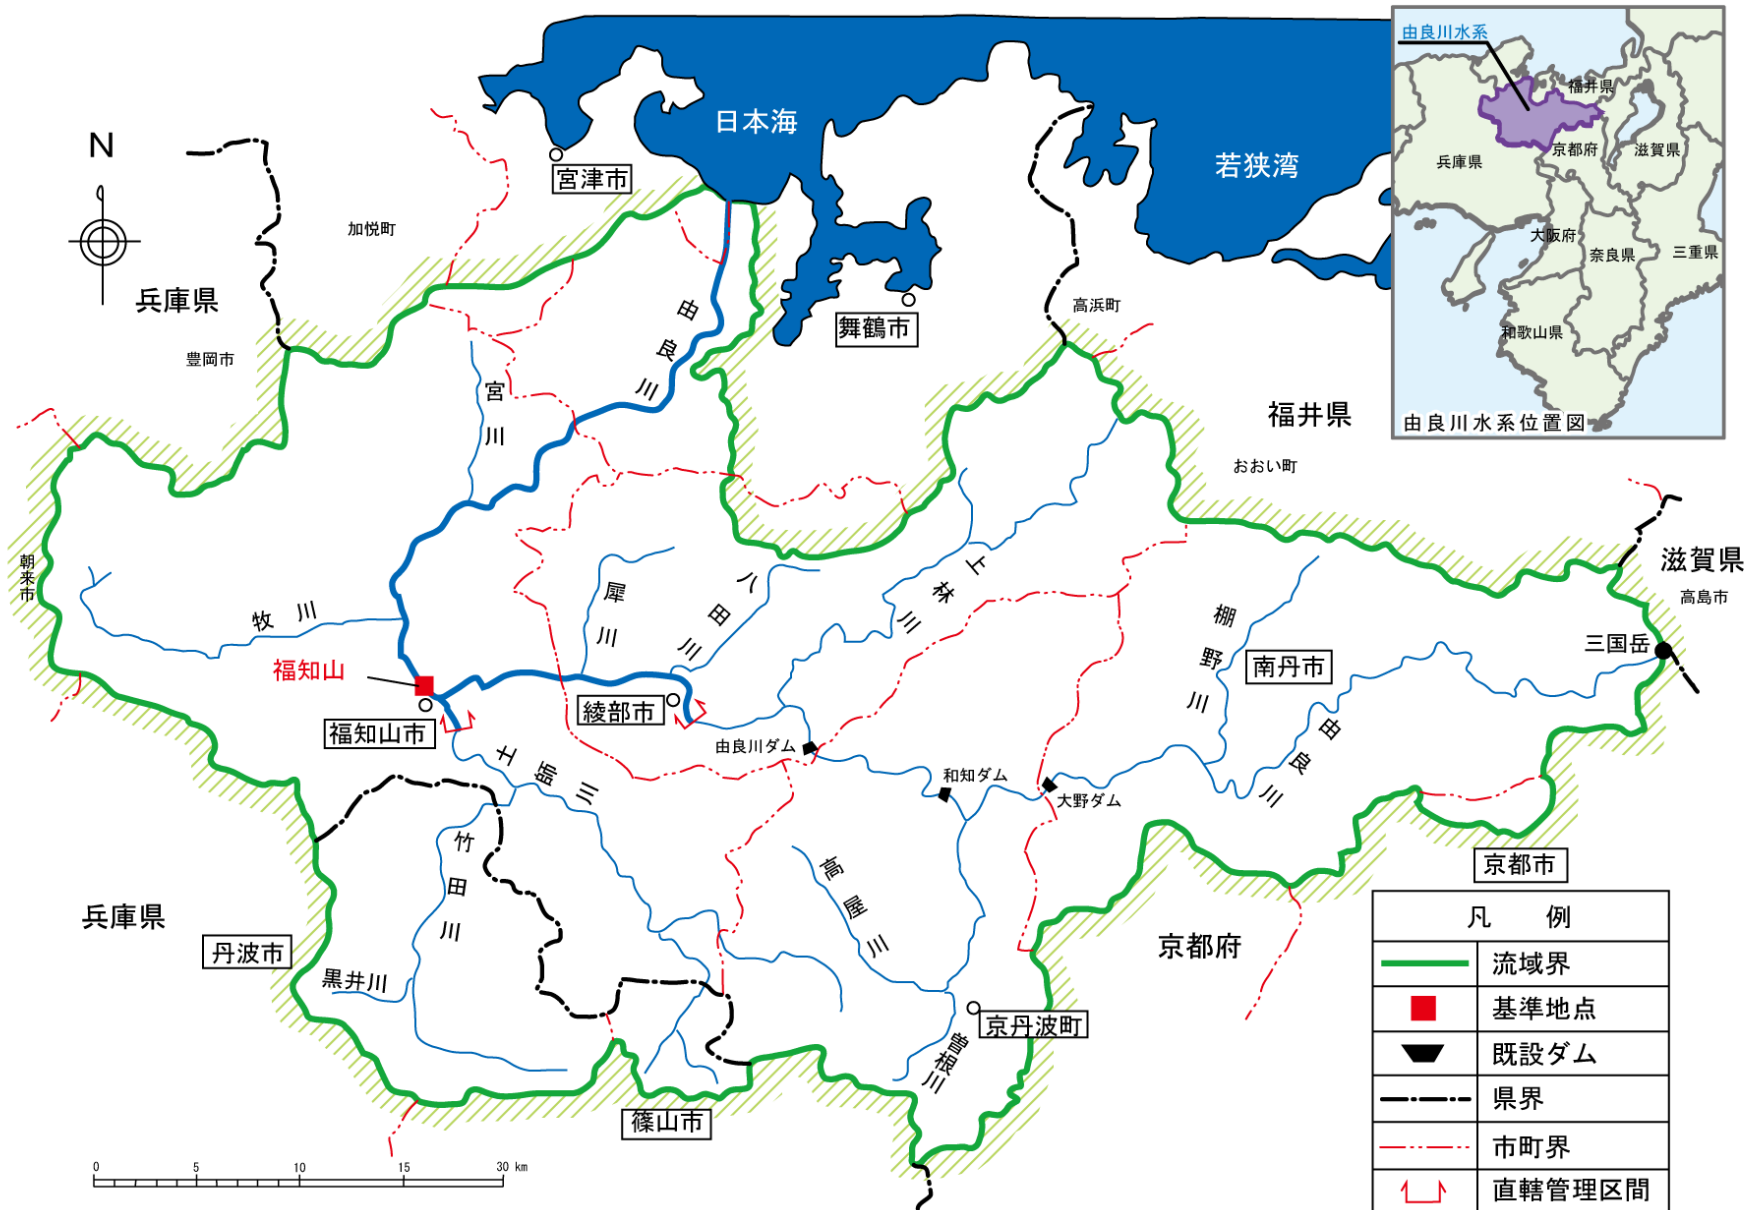 由良川水系
福井県
京都府
滋賀県
兵庫県
大阪府
奈良県
三重県
和歌山県
由良川水系位置図
N
日本海
若狭湾
宮津市
加悦町
兵庫県
豊岡市
舞鶴市
高浜町
福井県
おおい町
滋賀県
高島市
朝来市
由良川
宮川
牧川
犀川
八田川
上林川
棚野川
三国岳
南丹市
福知山
福知山市
綾部市
由良川ダム
和知ダム
大野ダム
由良川
土師川
竹田川
高屋川
黒井川
曽根川
兵庫県
丹波市
京丹波町
篠山市
京都市
京都府
凡 例
流域界
基準地点
既設ダム
県界
市町界
直轄管理区間
0 5 10 15 30 km